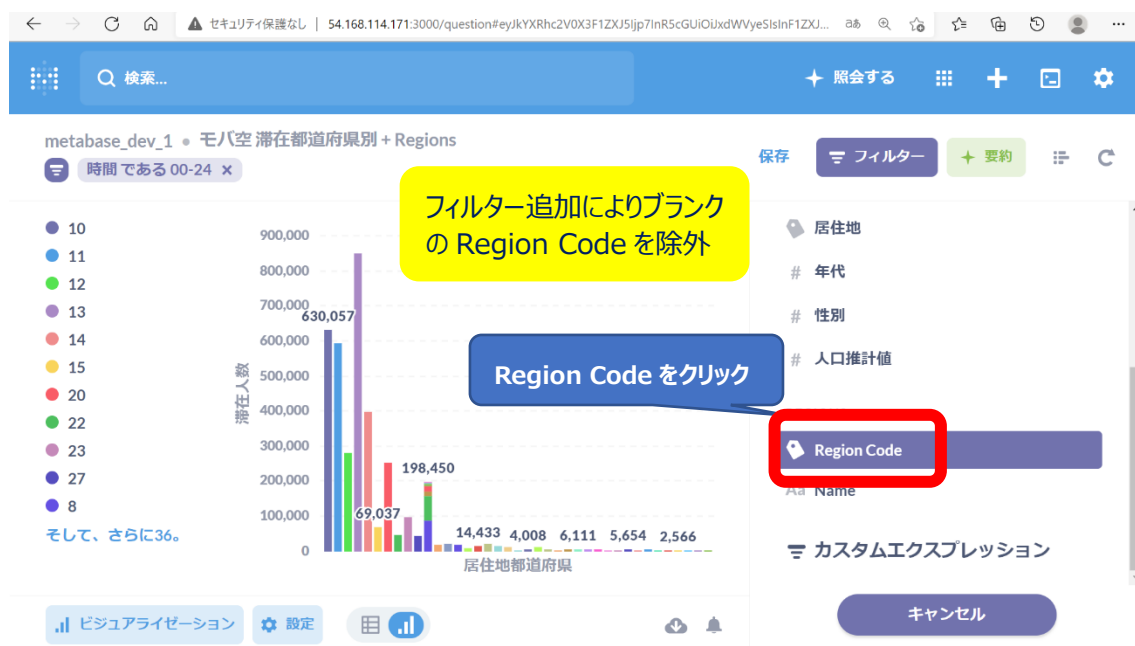 セキュリティ保護なし | 54.168.114.171:3000/question#eyJkYXRhc2V0X3F1ZXJ5Ijp7InR5cGUiOiJxdWVyeSIsInF1ZXJ...
検索...
照会する
metabase_dev_1 • モバ空 滞在都道府県別 + Regions
時間 である 00-24 ×
保存
フィルター
要約
フィルター追加によりブランク
の Region Code を除外
10
11
12
13
14
15
20
22
23
27
8
そして、さらに36。
滞在人数
900,000
800,000
700,000
600,000
500,000
400,000
300,000
200,000
100,000
0
630,057
69,037
198,450
14,433
4,008
6,111
5,654
2,566
居住地都道府県
居住地
# 年代
# 性別
# 人口推計値
Region Code をクリック
Region Code
Aa Name
カスタムエクスプレッション
キャンセル
ビジュアライゼーション
設定